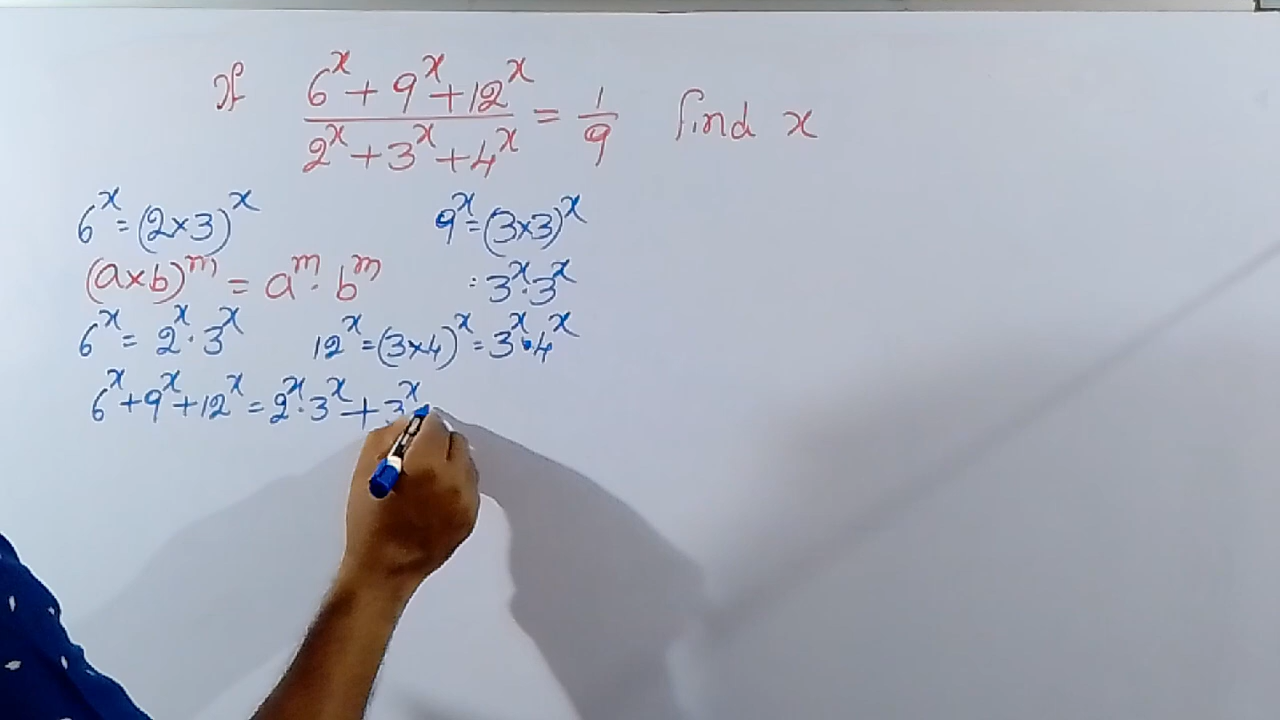 If (6^x + 9^x + 12^x)/(2^x + 3^x + 4^x) = 1/9 find x
6^x = (2×3)^x 9^x = (3×3)^x
(a×b)^m = a^m · b^m = 3^x · 3^x
6^x = 2^x · 3^x 12^x = (3×4)^x = 3^x · 4^x
6^x + 9^x + 12^x = 2^x · 3^x + 3^x